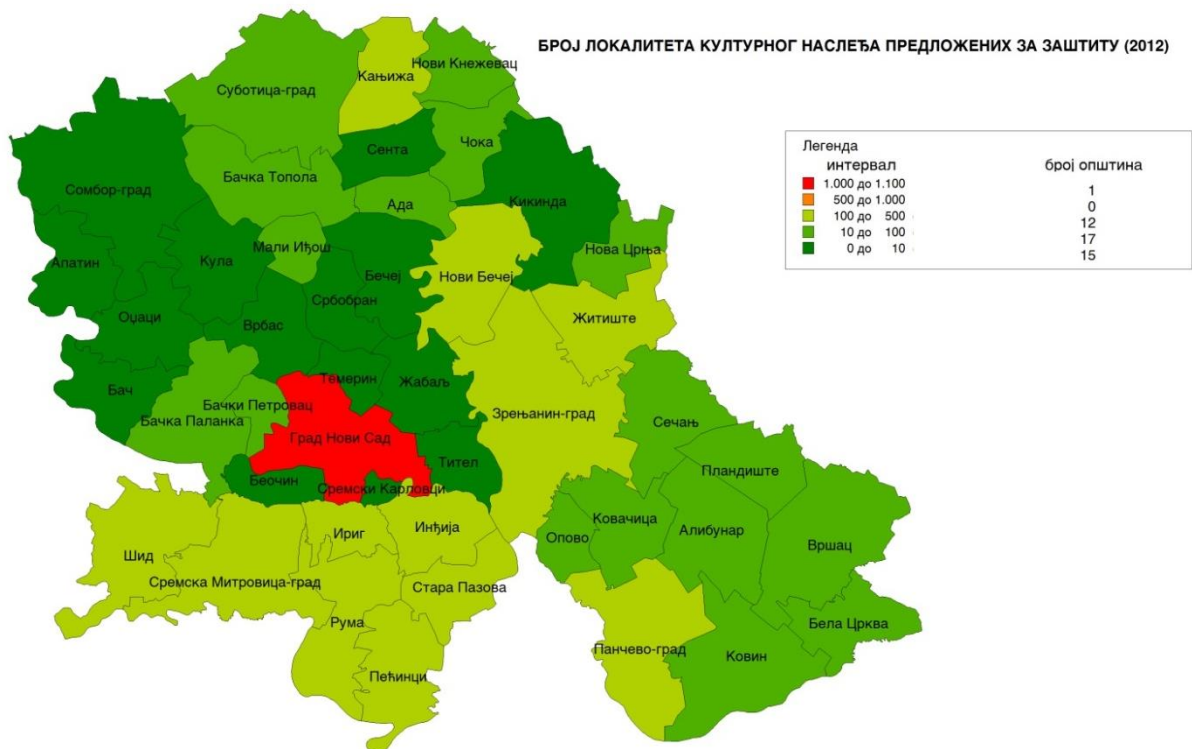 БРОЈ ЛОКАЛИТЕТА КУЛТУРНОГ НАСЛЕЂА ПРЕДЛОЖЕНИХ ЗА ЗАШТИТУ (2012)
Легенда
интервал број општина
1.000 до 1.100 1
500 до 1.000 0
100 до 500 12
10 до 100 17
0 до 10 15
Нови Кнежевац
Кањижа
Суботица-град
Чока
Сента
Бачка Топола
Сомбор-град
Ада
Кикинда
Мали Иђош
Нова Црња
Апатин
Кула
Бечеј
Нови Бечеј
Србобран
Оџаци
Врбас
Житиште
Темерин
Жабаљ
Бач
Бачки Петровац
Бачка Паланка
Зрењанин-град
Сечањ
Град Нови Сад
Тител
Пландиште
Беочин
Сремски Карловци
Ковачица
Инђија
Ириг
Опово
Алибунар
Шид
Вршац
Сремска Митровица-град
Стара Пазова
Рума
Бела Црква
Панчево-град
Ковин
Пећинци